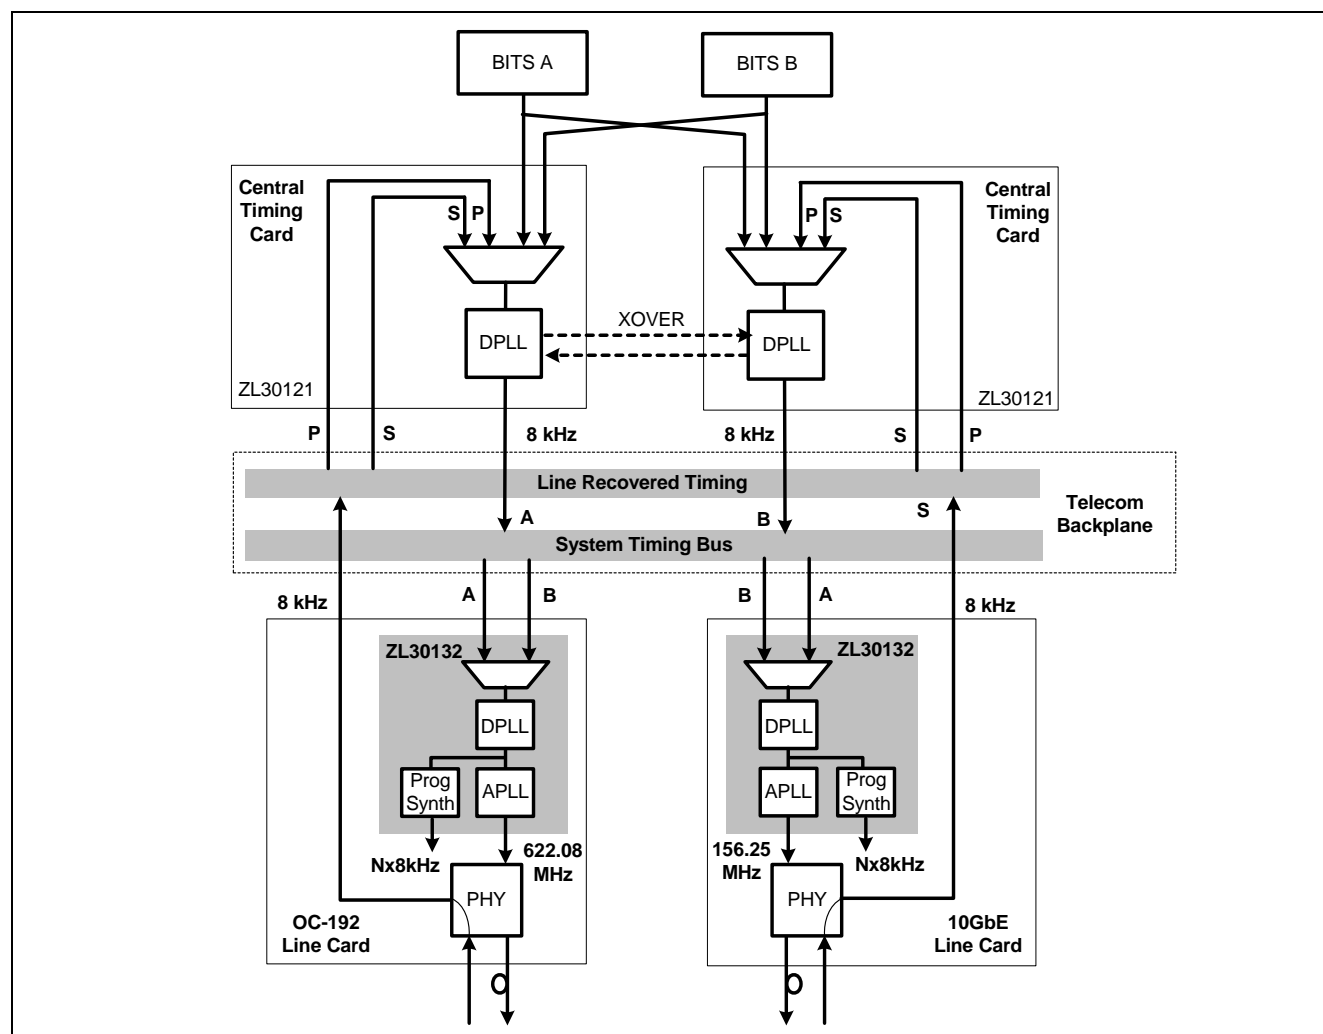 BITS A
BITS B
Central
Timing
Card
S P
P S
Central
Timing
Card
XOVER
DPLL
DPLL
ZL30121
ZL30121
P
S
8 kHz
8 kHz
S
P
Line Recovered Timing
Telecom
Backplane
A
B
S
System Timing Bus
8 kHz
A
B
B
A
8 kHz
ZL30132
ZL30132
DPLL
DPLL
Prog
Synth
APLL
APLL
Prog
Synth
Nx8kHz
622.08
MHz
156.25
MHz
Nx8kHz
PHY
PHY
OC-192
Line Card
10GbE
Line Card